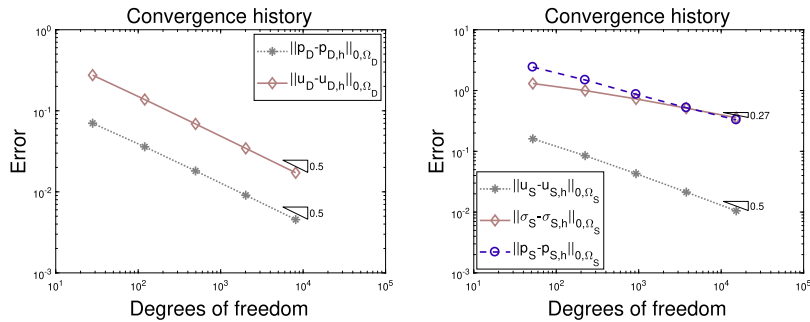 Convergence history
10^0
10^-1
10^-2
10^-3
Error
||p_D-p_D,h||_0,Ω_D
||u_D-u_D,h||_0,Ω_D
0.5
0.5
10^1 10^2 10^3 10^4 10^5
Degrees of freedom
Convergence history
10^1
10^0
10^-1
10^-2
10^-3
Error
0.27
||u_S-u_S,h||_0,Ω_S
||σ_S-σ_S,h||_0,Ω_S
||p_S-p_S,h||_0,Ω_S
0.5
10^1 10^2 10^3 10^4 10^5
Degrees of freedom